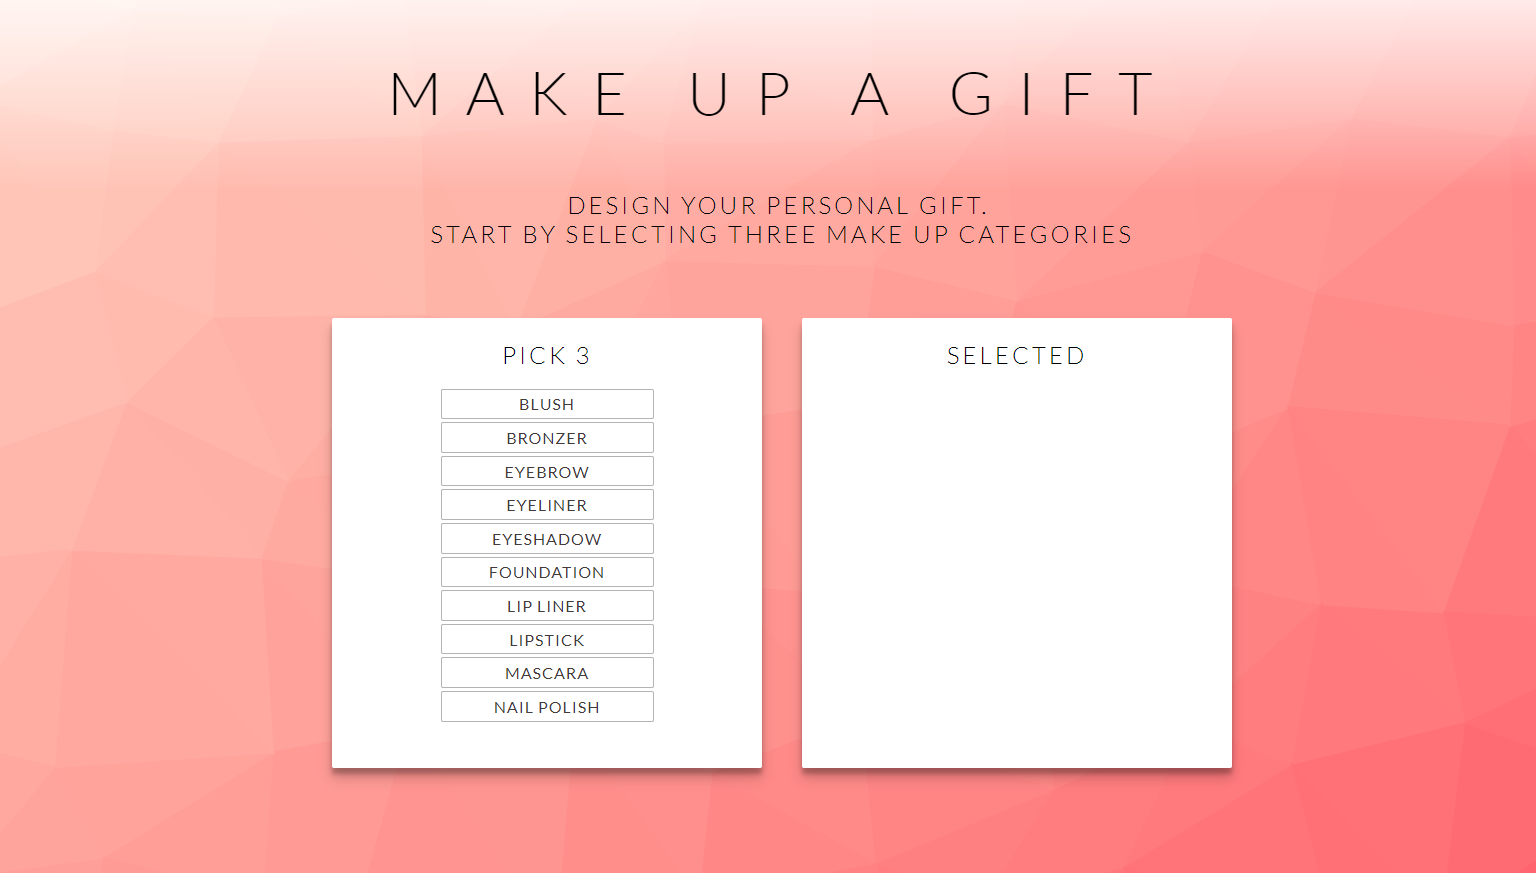 MAKE UP A GIFT
DESIGN YOUR PERSONAL GIFT.
START BY SELECTING THREE MAKE UP CATEGORIES
PICK 3
BLUSH
BRONZER
EYEBROW
EYELINER
EYESHADOW
FOUNDATION
LIP LINER
LIPSTICK
MASCARA
NAIL POLISH
SELECTED